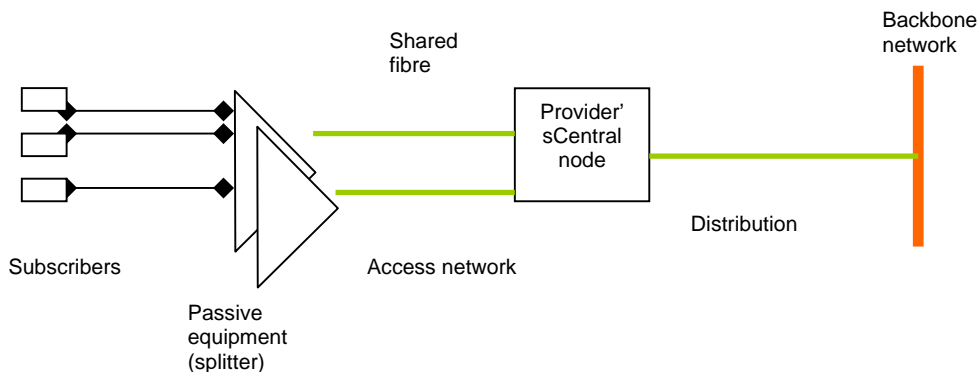 Shared
fibre
Backbone
network
Provider'
sCentral
node
Distribution
Subscribers
Access network
Passive
equipment
(splitter)